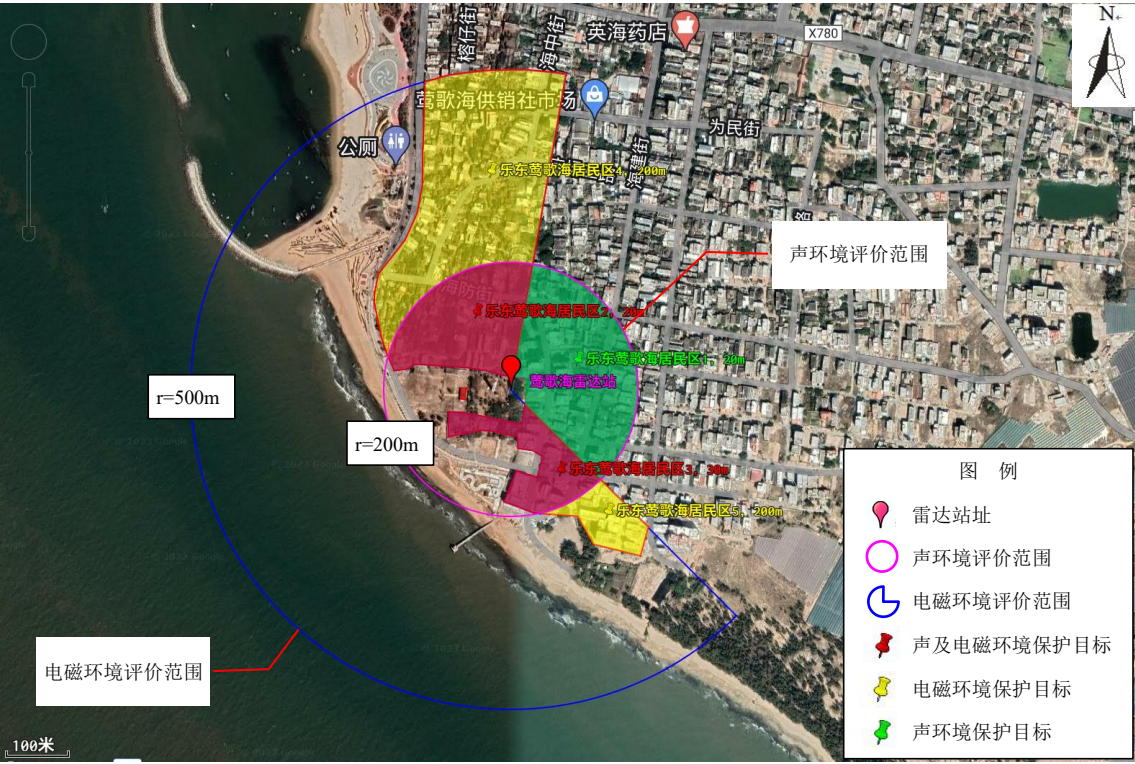 榕仔街
海中街
英海药店
X780
N
莺歌海供销社市场
为民街
公厕
海建街
乐东莺歌海居民区4, 200m
路
声环境评价范围
海防街
乐东莺歌海居民区2, 20m
乐东莺歌海居民区1, 20m
莺歌海雷达站
r=500m
r=200m
乐东莺歌海居民区3, 30m
乐东莺歌海居民区5, 200m
图 例
雷达站址
声环境评价范围
电磁环境评价范围
声及电磁环境保护目标
电磁环境保护目标
声环境保护目标
电磁环境评价范围
100米